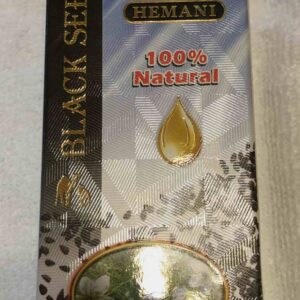 HEMANI
100%
Natural
BLACK SEE